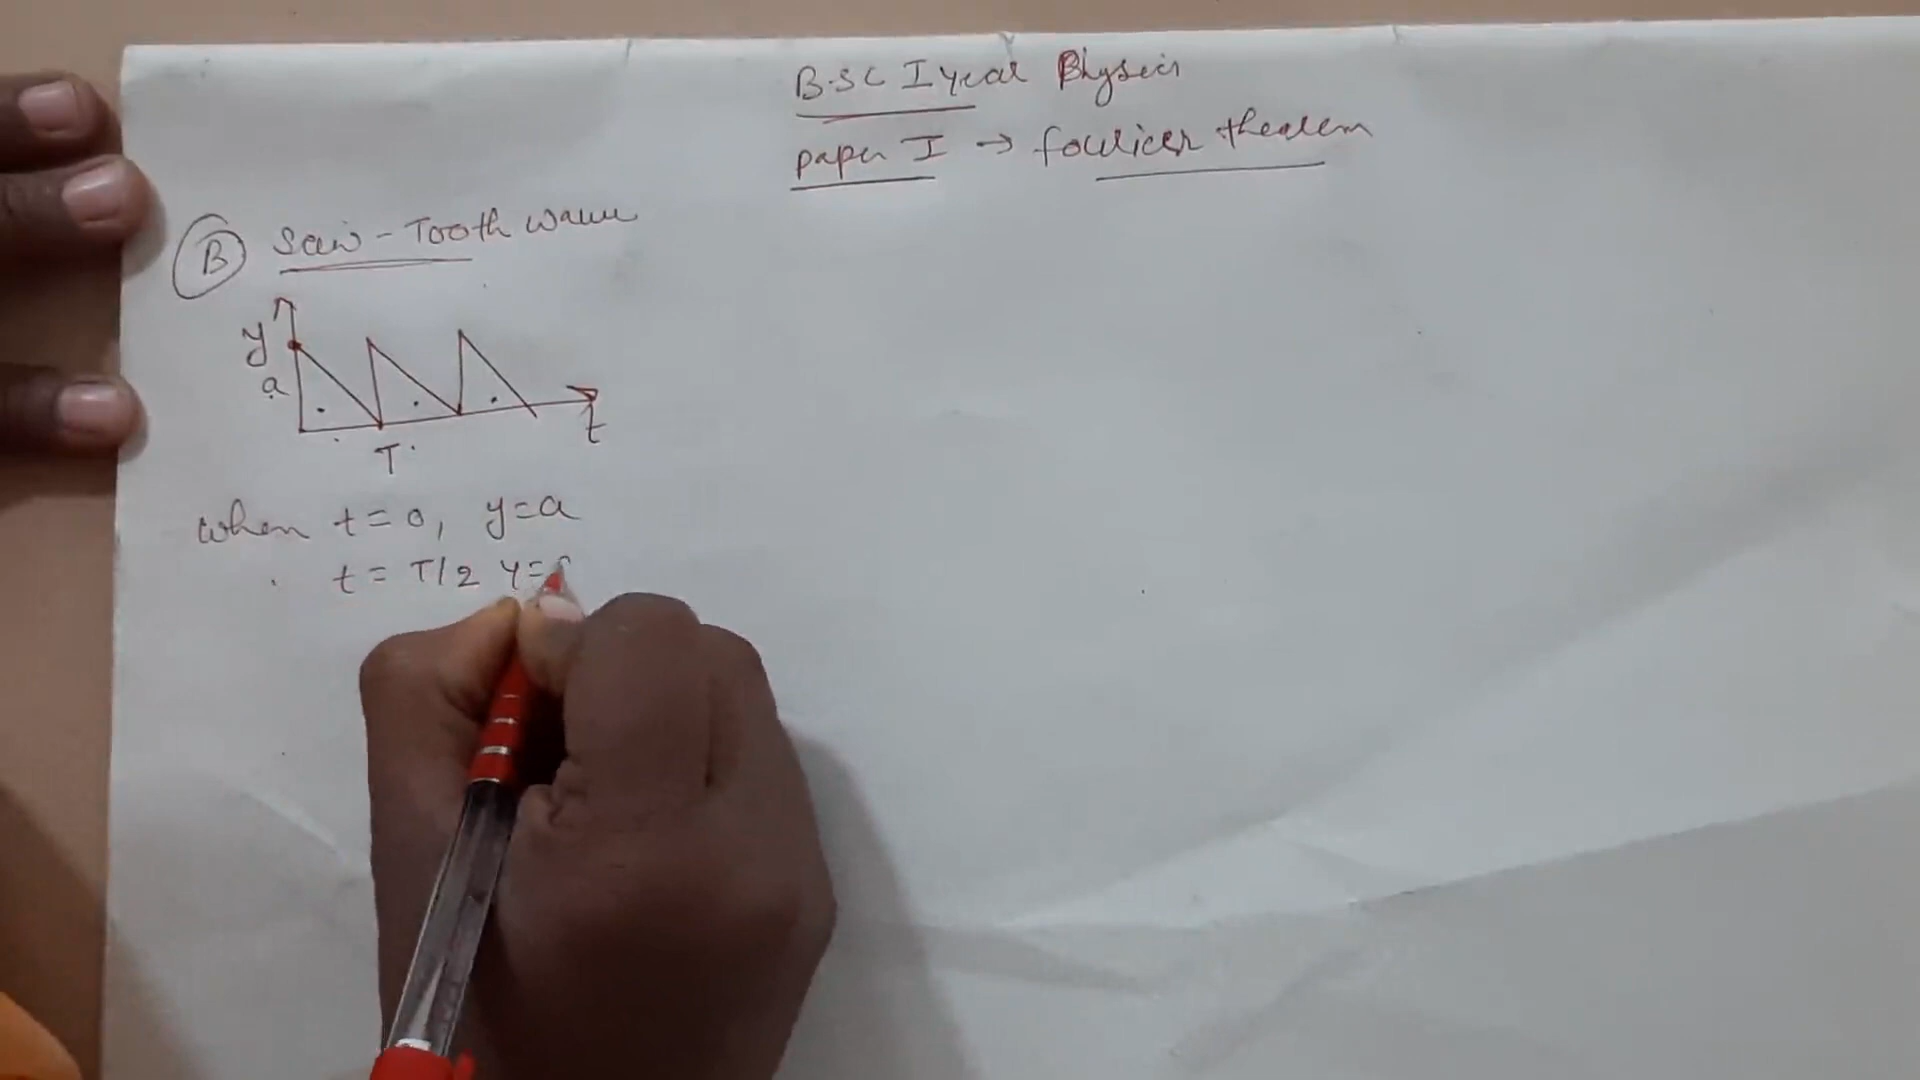 B.SC I year Physics
paper I → fourier theorem
B Saw-Tooth wave
y
a
t
T
when t=0, y=a
t = T/2 y=